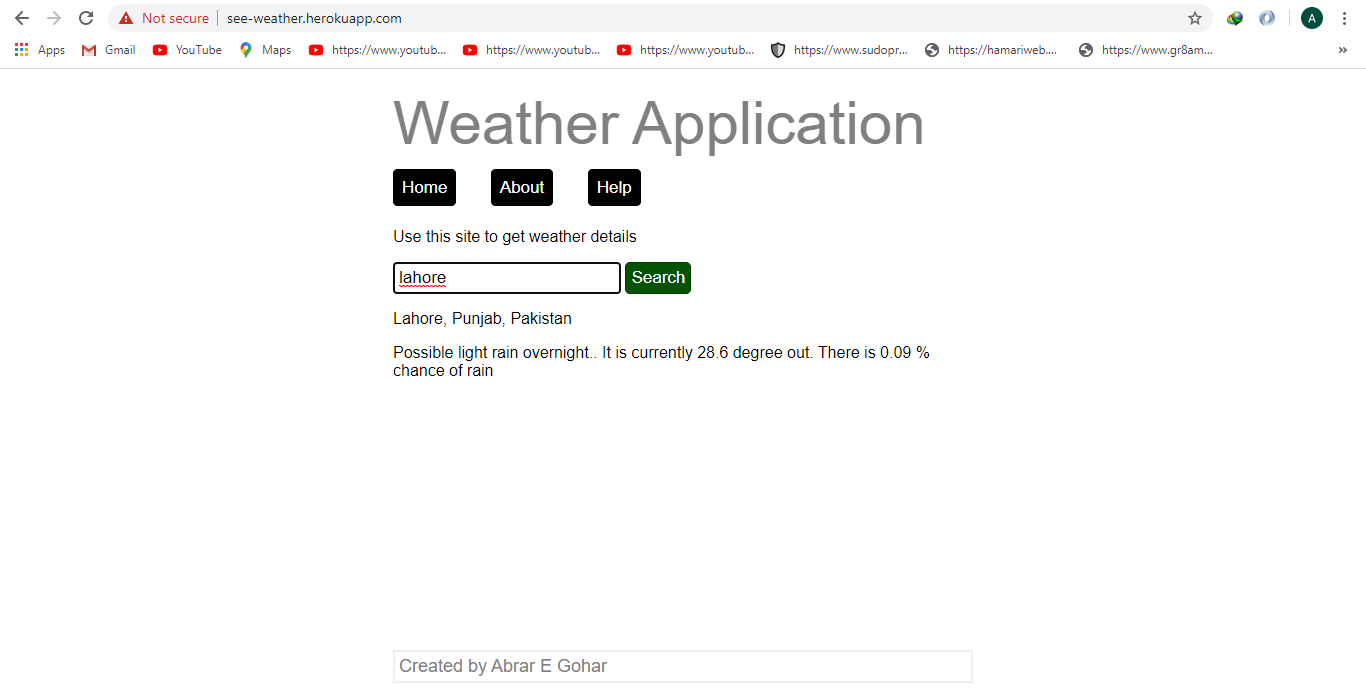 Not secure see-weather.herokuapp.com A
Apps Gmail YouTube Maps https://www.youtub... https://www.youtub... https://www.youtub... https://www.sudopr... https://hamariweb.... https://www.gr8am... »
Weather Application
Home About Help
Use this site to get weather details
lahore Search
Lahore, Punjab, Pakistan
Possible light rain overnight.. It is currently 28.6 degree out. There is 0.09 %
chance of rain
Created by Abrar E Gohar